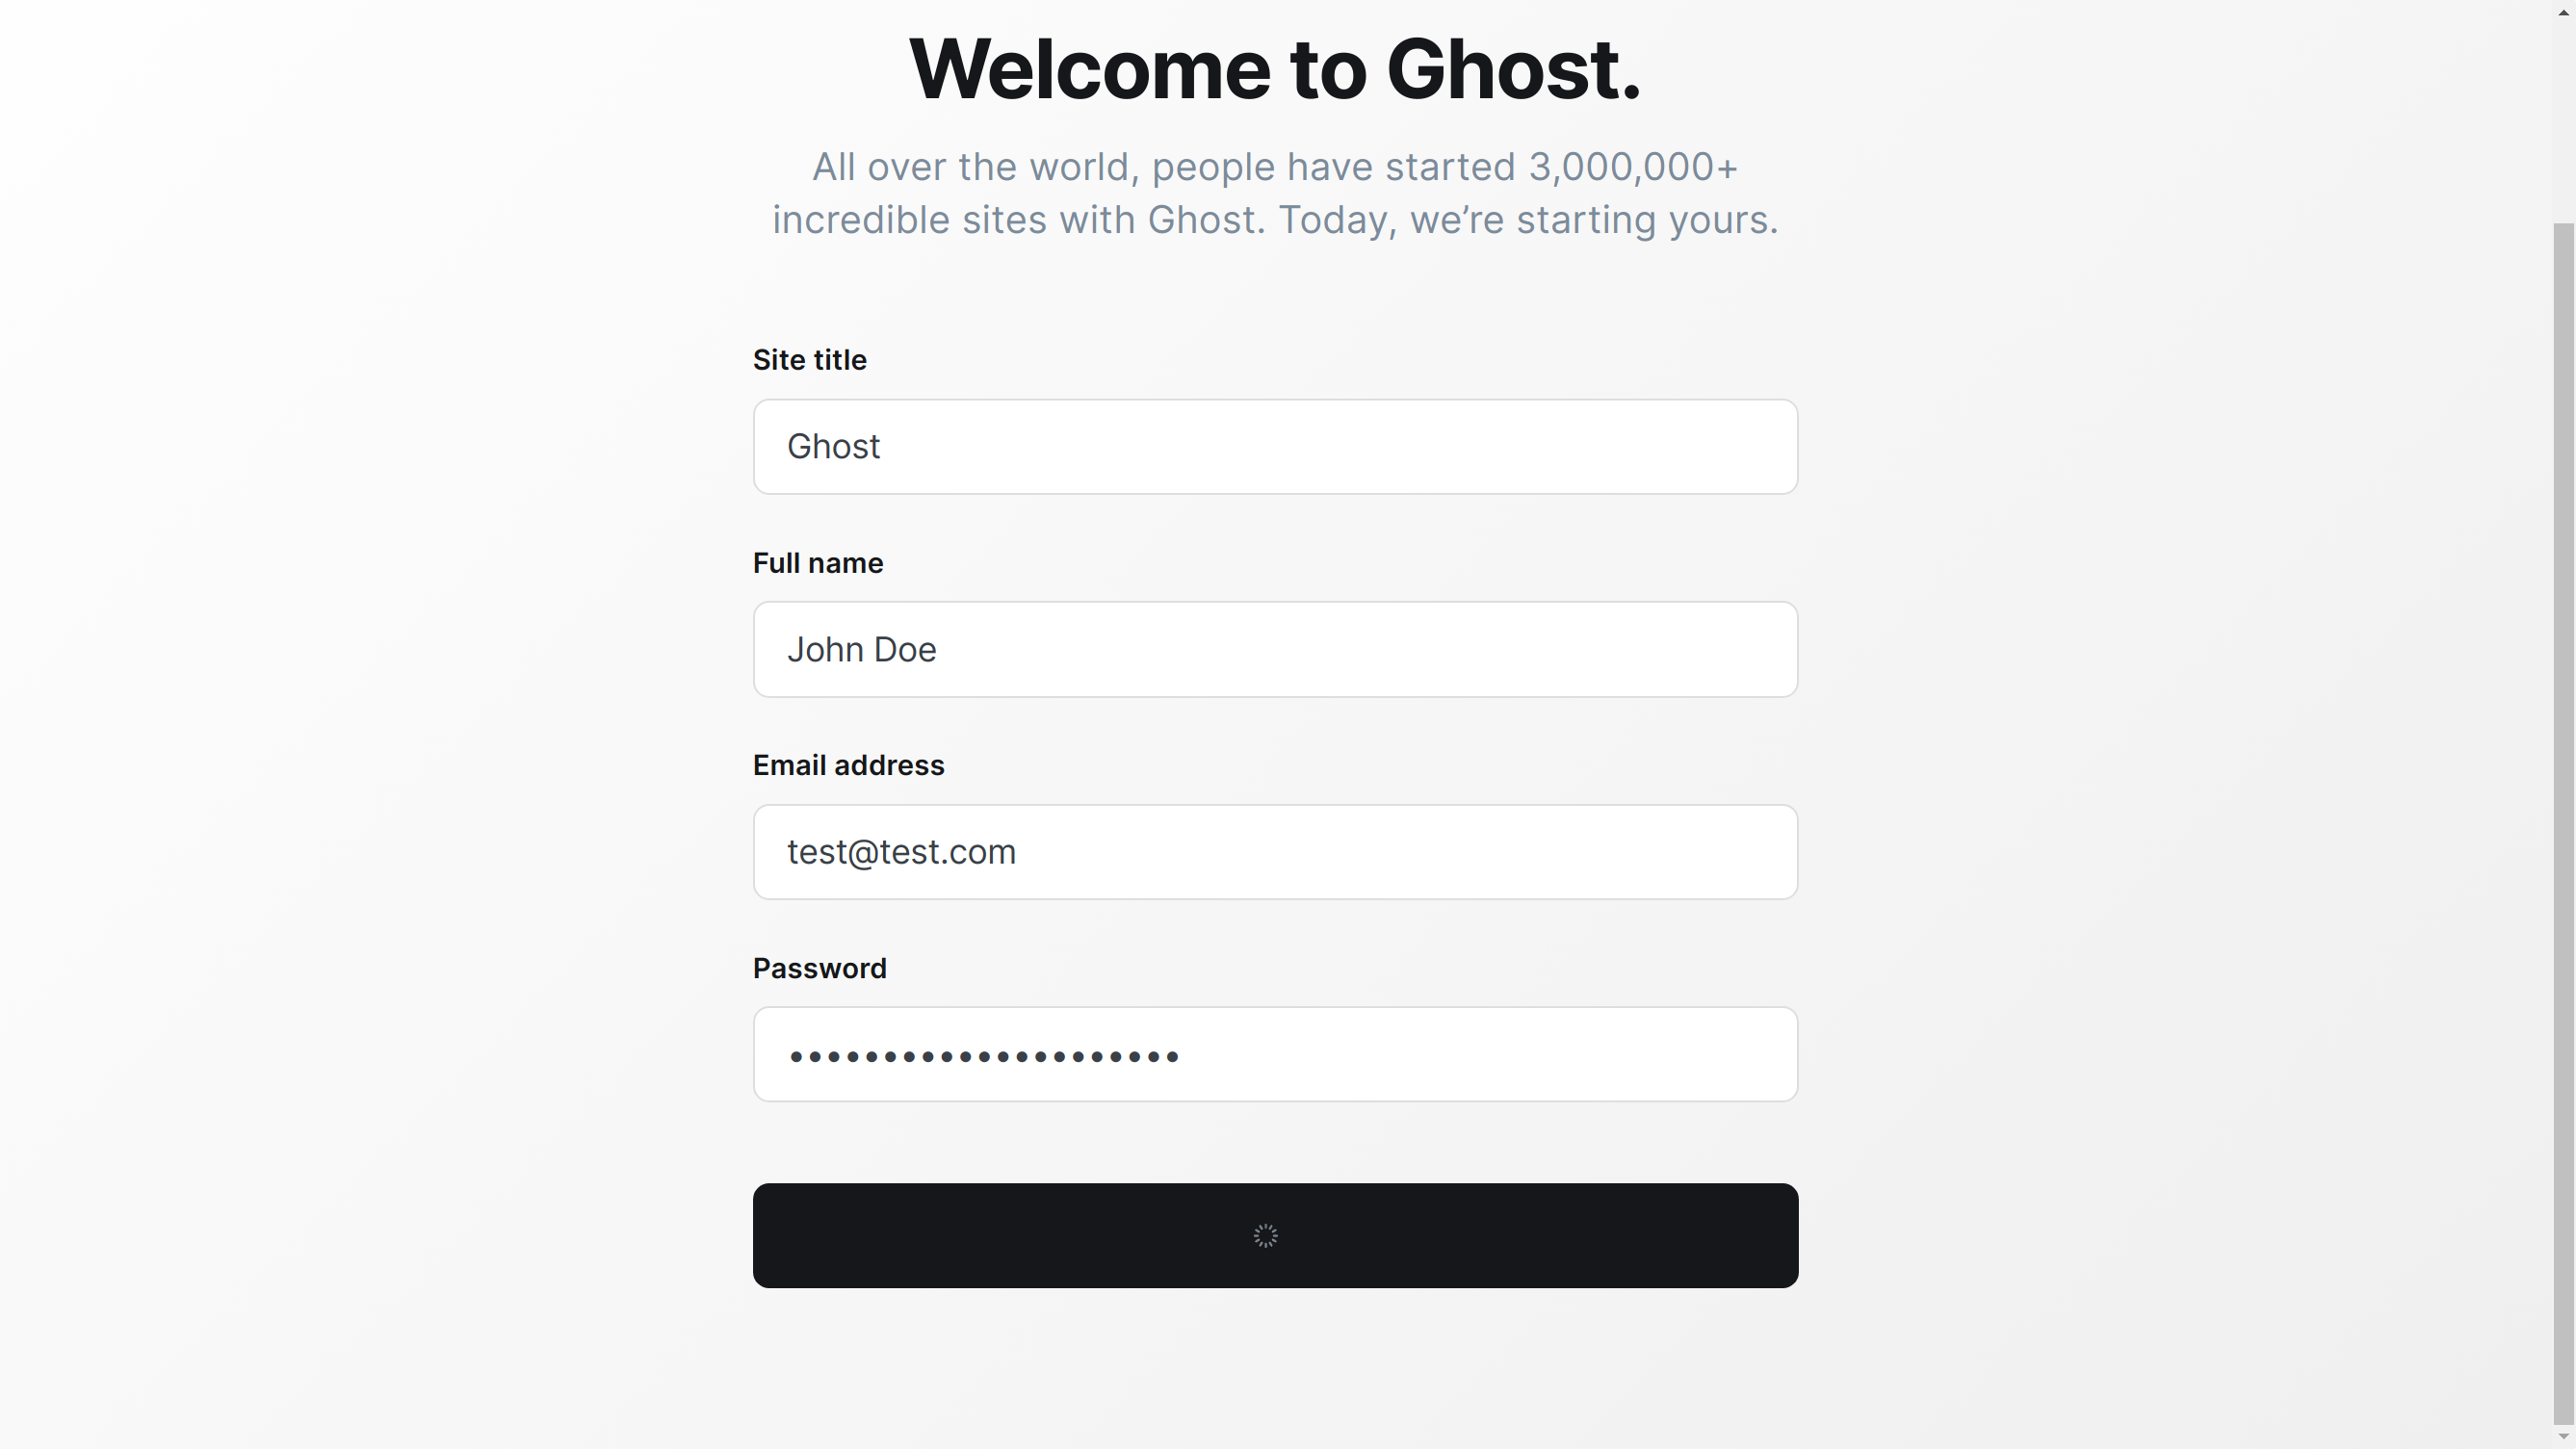 Welcome to Ghost.
All over the world, people have started 3,000,000+
incredible sites with Ghost. Today, we’re starting yours.
Site title
Ghost
Full name
John Doe
Email address
test@test.com
Password
•••••••••••••••••••••